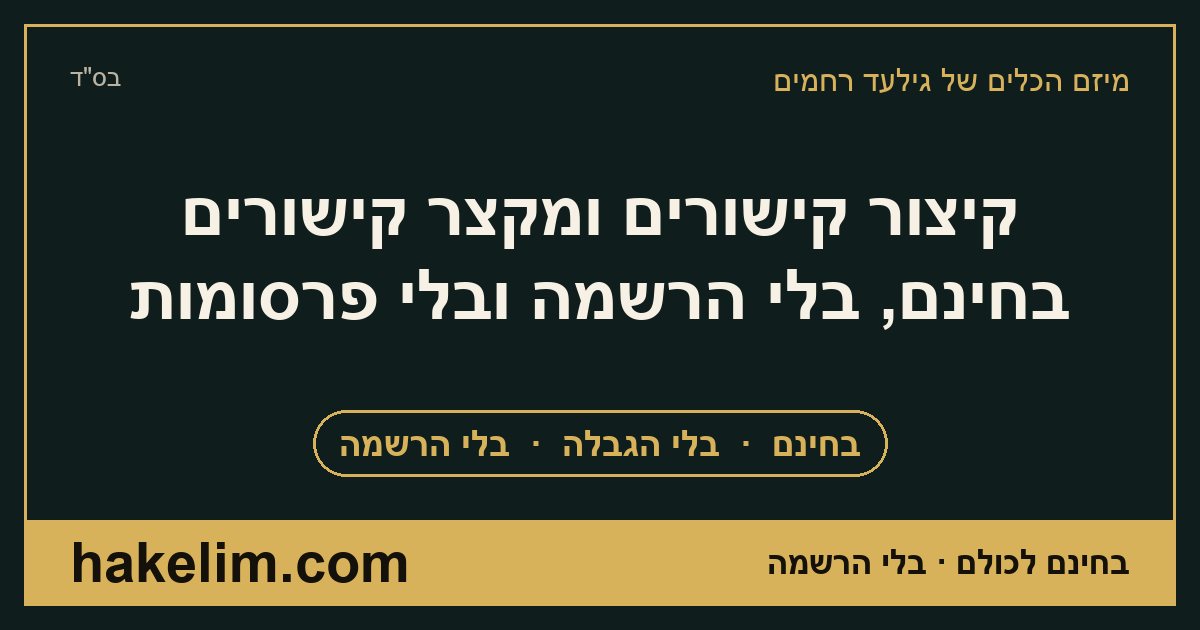 מיזם הכלים של גילעד רחמים
בס"ד
קיצור קישורים ומקצר קישורים
בחינם, בלי הרשמה ובלי פרסומות
בחינם · בלי הגבלה · בלי הרשמה
בחינם לכולם · בלי הרשמה
hakelim.com